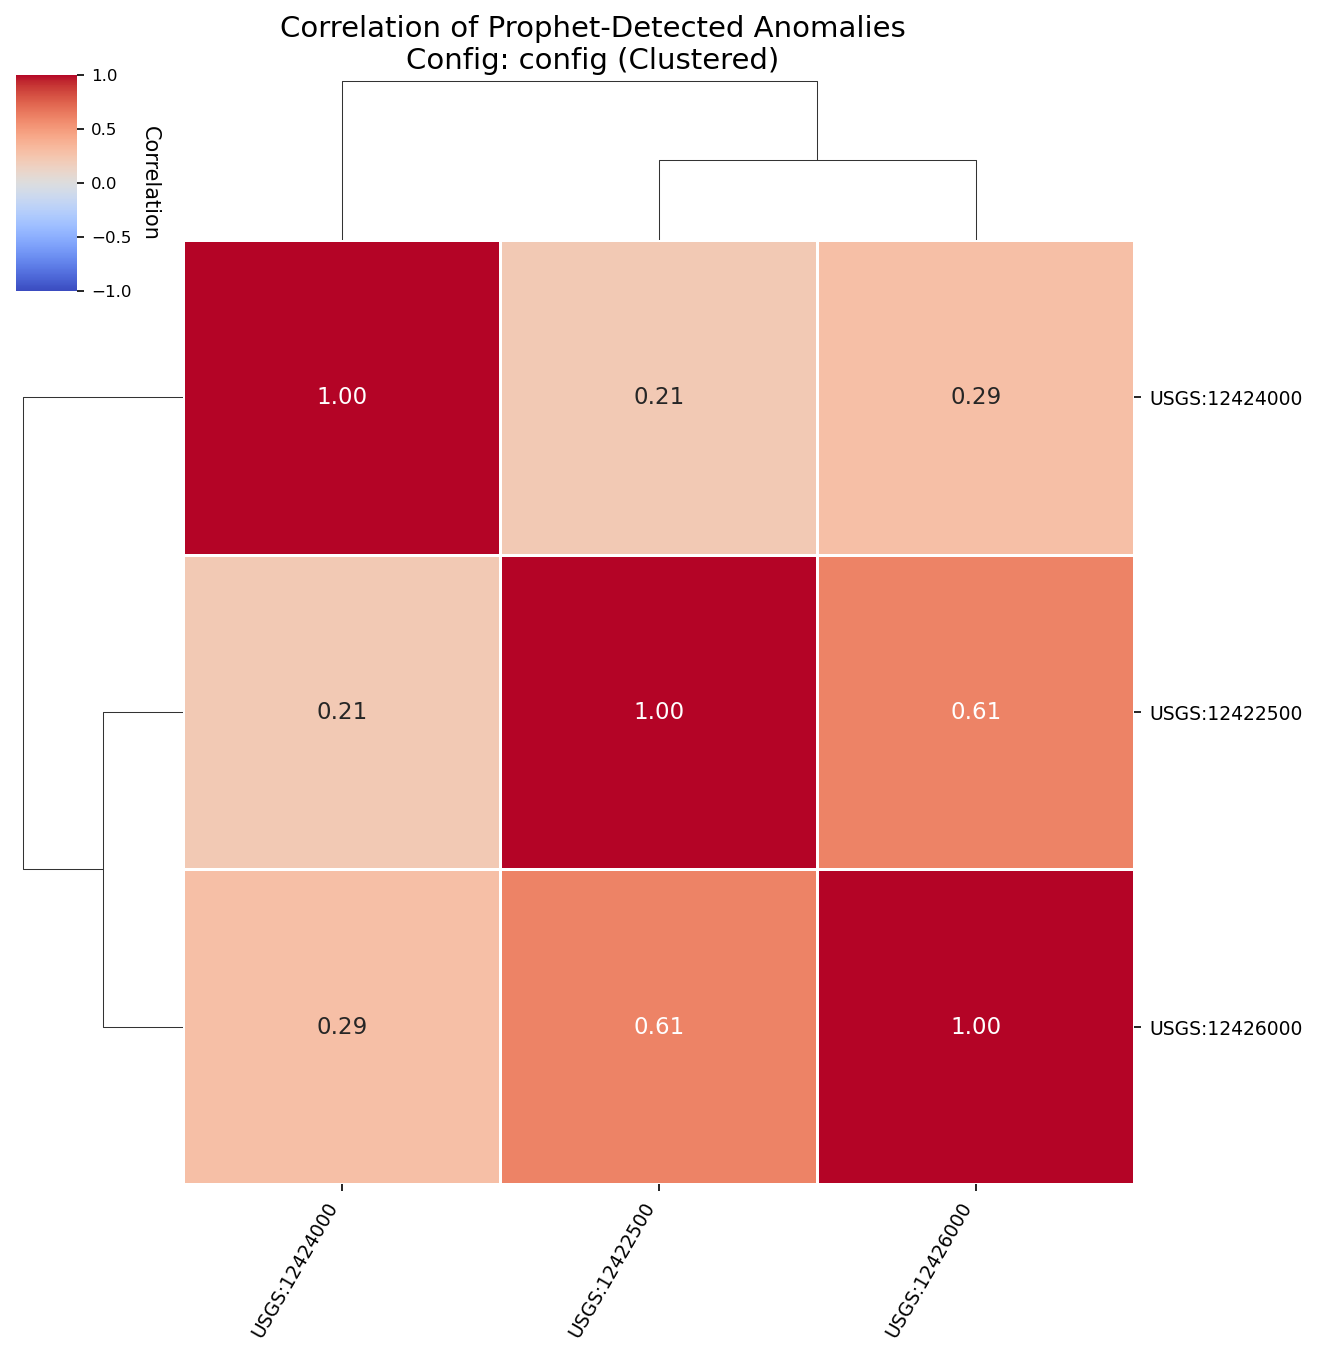 Correlation of Prophet-Detected Anomalies
Config: config (Clustered)
1.0
0.5
0.0
−0.5
−1.0
Correlation
1.00 0.21 0.29 USGS:12424000
0.21 1.00 0.61 USGS:12422500
0.29 0.61 1.00 USGS:12426000
USGS:12424000 USGS:12422500 USGS:12426000